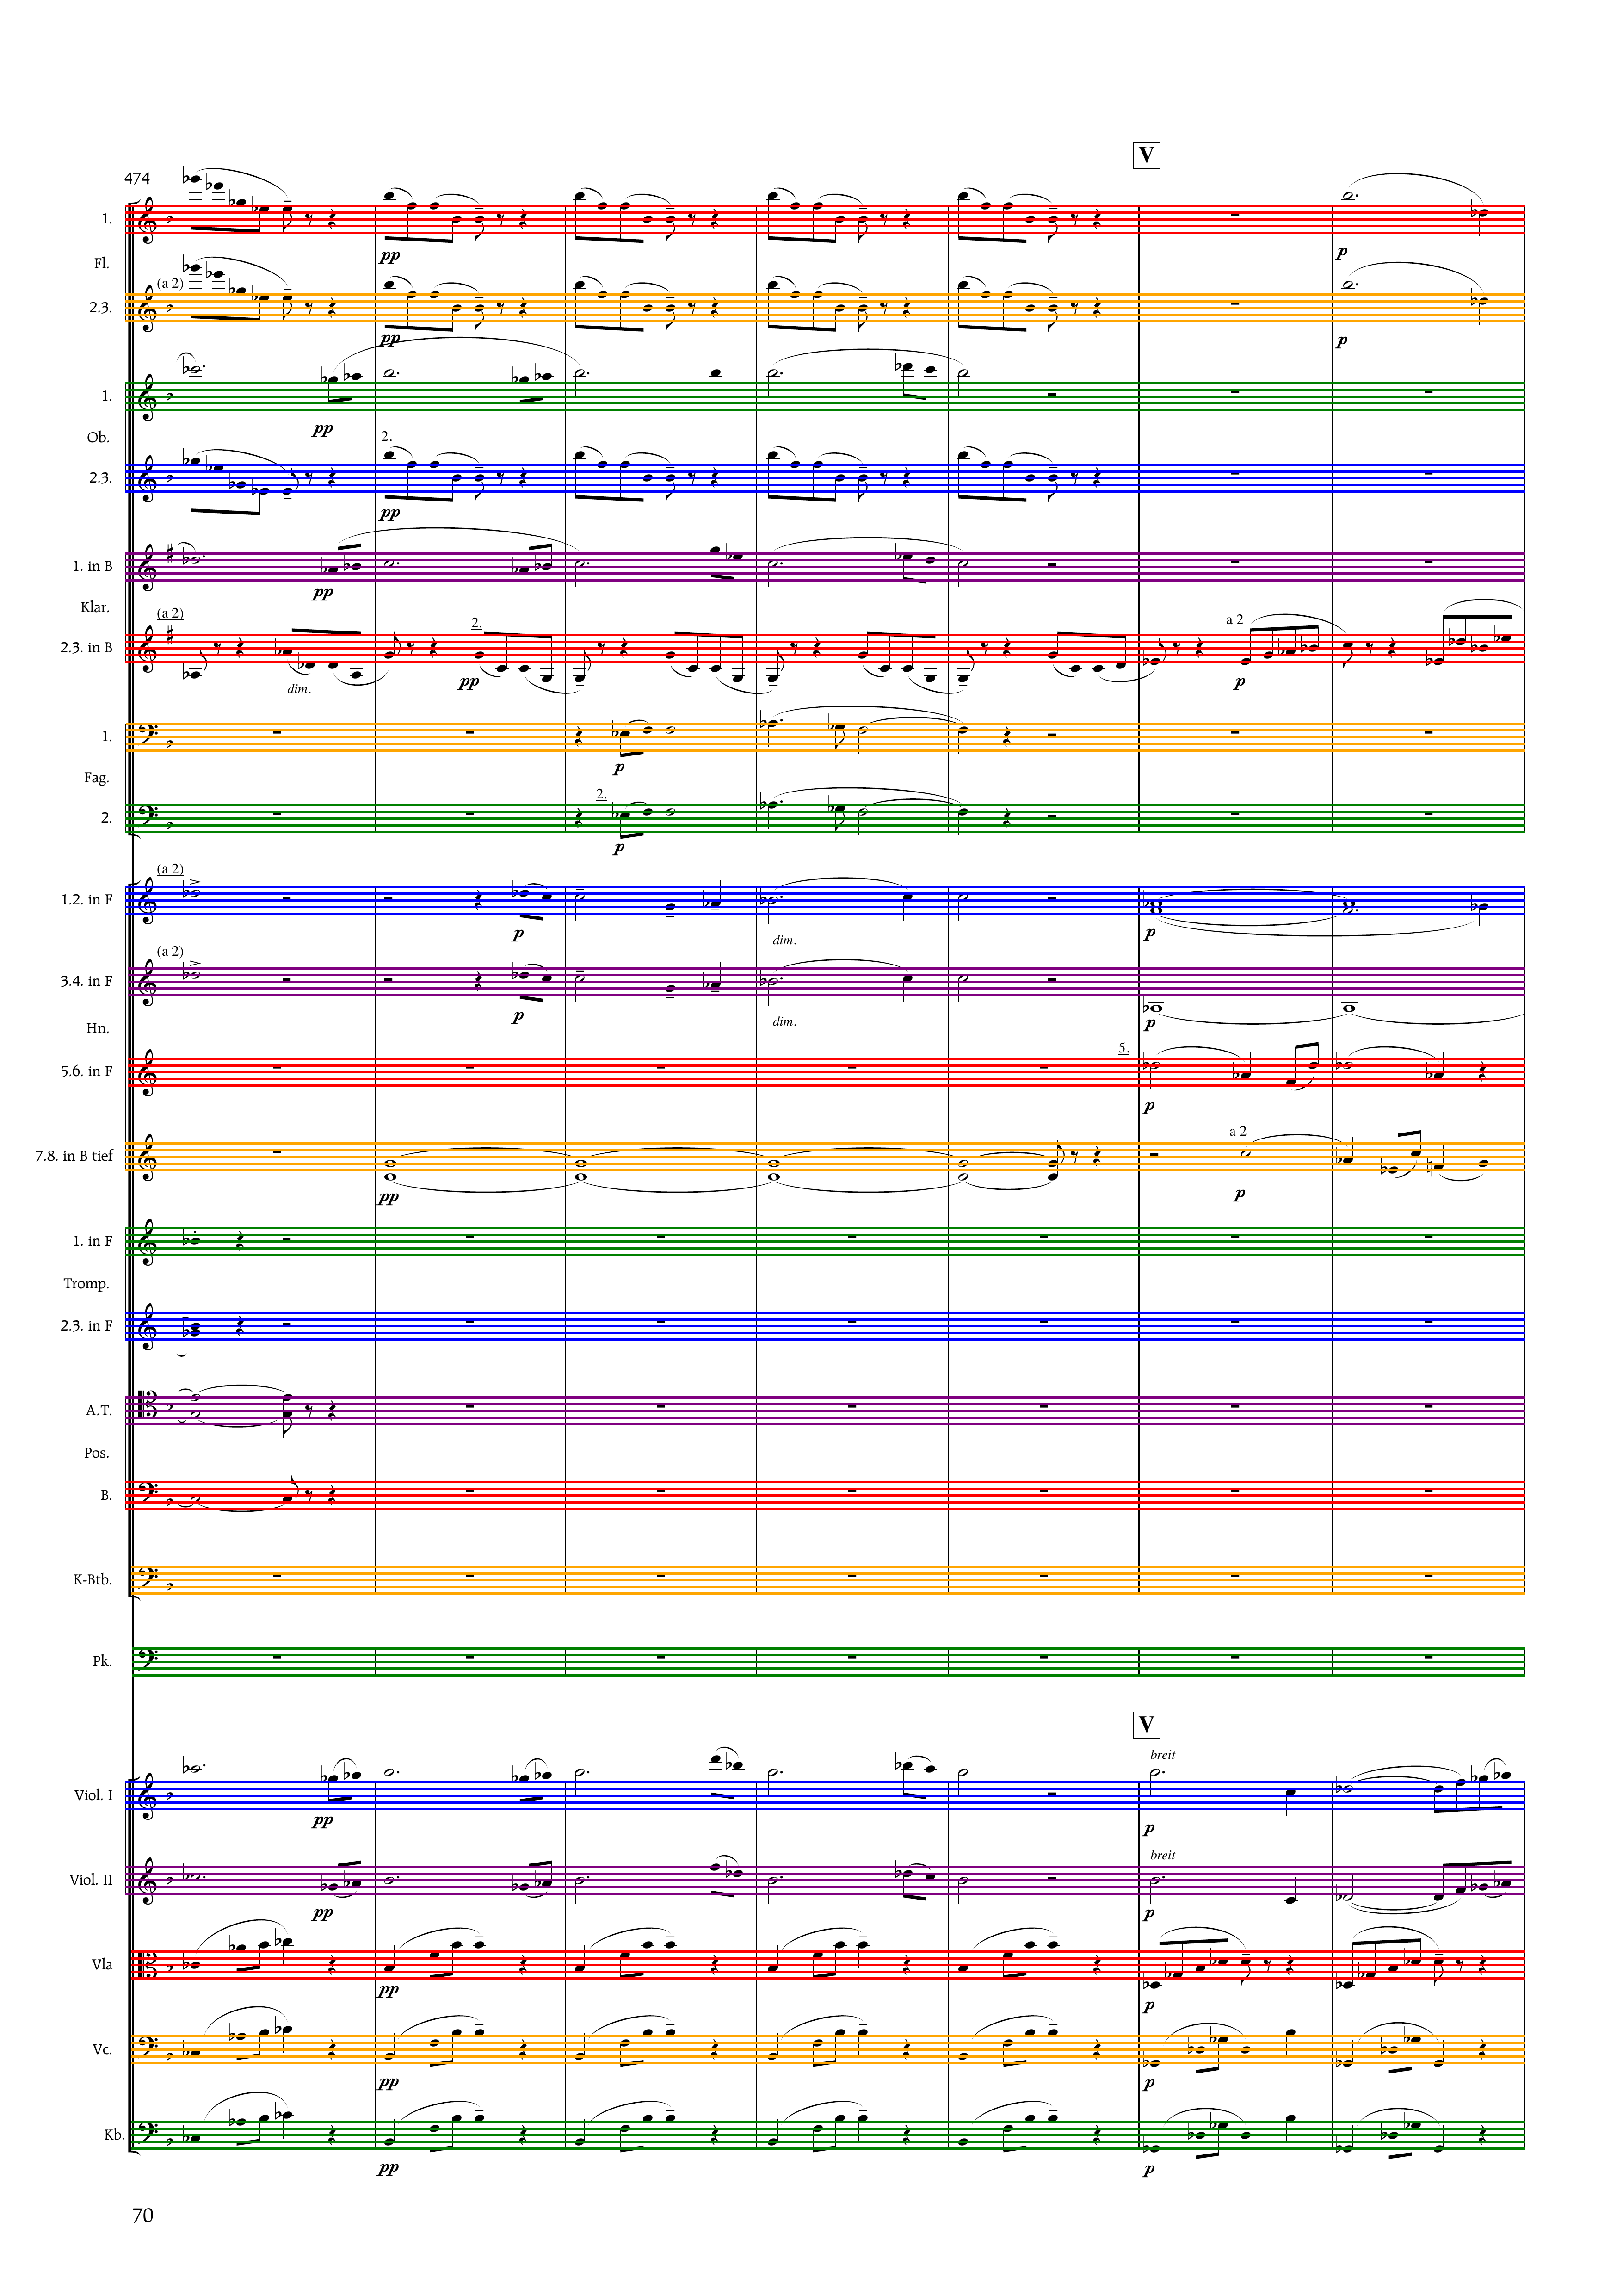 V
474
1.
Fl.
(a 2)
2.3.
pp
pp
p
p
1.
pp
Ob.
2.
2.3.
pp
1. in B
pp
Klar.
(a 2)
2.3. in B
dim.
2.
pp
a 2
p
1.
p
Fag.
2.
2.
p
(a 2)
1.2. in F
p
dim.
p
(a 2)
3.4. in F
p
dim.
p
Hn.
5.
5.6. in F
p
a 2
7.8. in B tief
pp
p
1. in F
Tromp.
2.3. in F
A.T.
Pos.
B.
K-Btb.
Pk.
V
breit
Viol. I
pp
p
breit
Viol. II
pp
p
Vla
pp
p
Vc.
pp
p
Kb.
pp
p
70